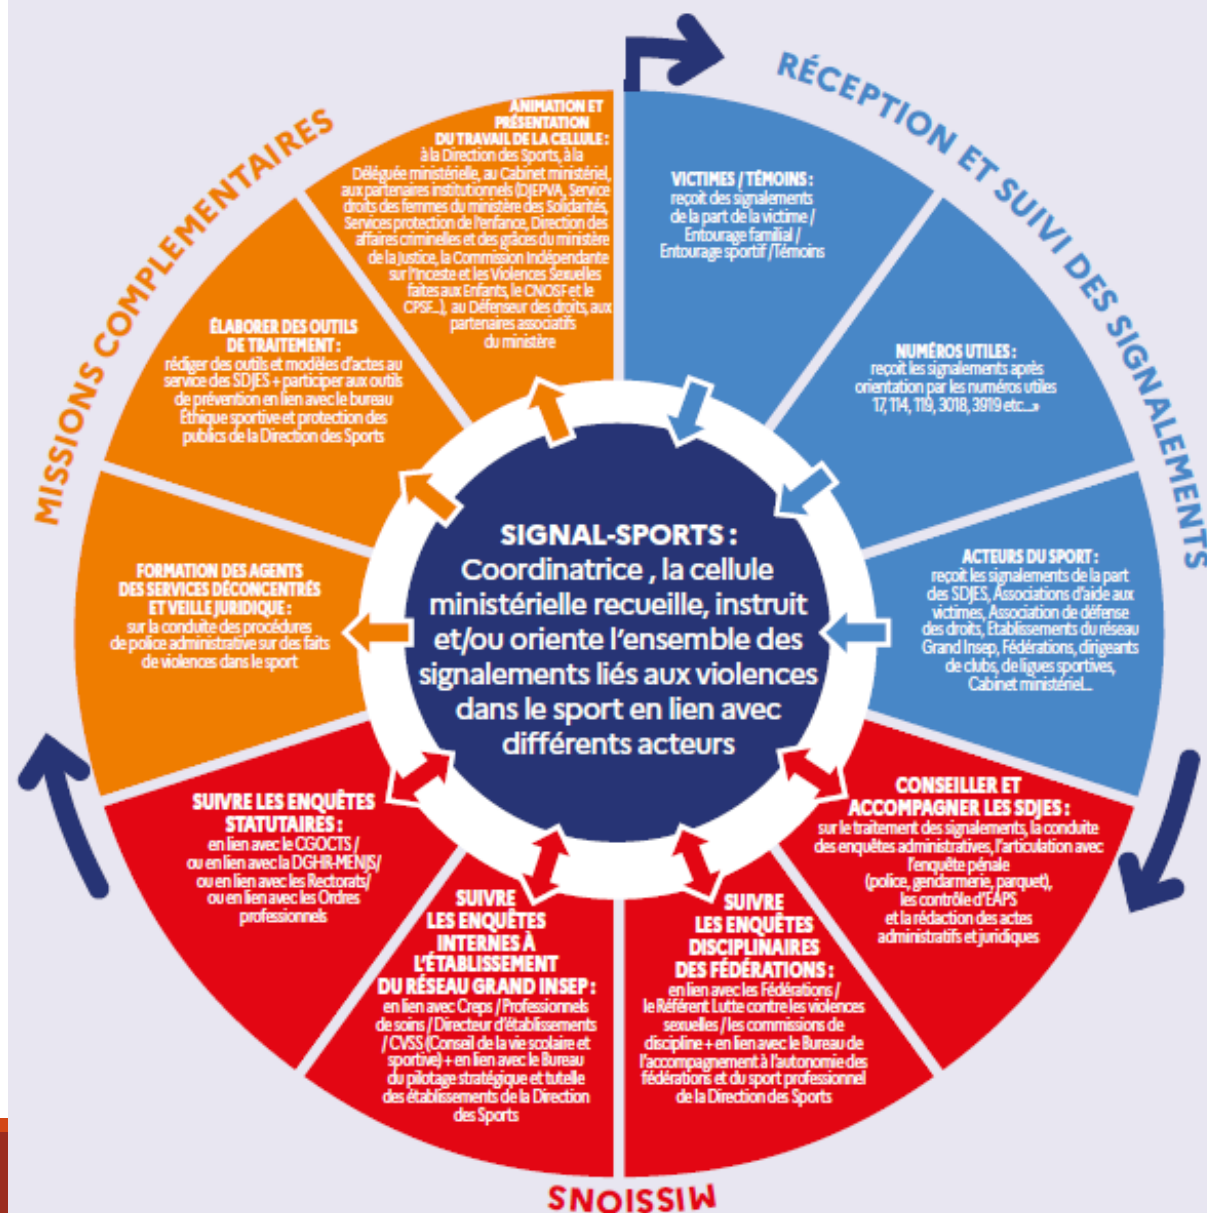 RÉCEPTION ET SUIVI DES SIGNALEMENTS
VICTIMES / TÉMOINS :
reçoit des signalements
de la part de la victime /
Entourage familial /
Entourage sportif /Témoins
NUMÉROS UTILES :
reçoit les signalements après
orientation par les numéros utiles
17, 114, 119, 3018, 3919 etc...»
ACTEURS DU SPORT :
reçoit les signalements de la part
des SDJES, Associations d'aide aux
victimes, Association de défense
des droits, Établissements du réseau
Grand Insep, Fédérations, dirigeants
de clubs, de ligues sportives,
Cabinet ministériel...
MISSIONS
CONSEILLER ET
ACCOMPAGNER LES SDJES :
sur le traitement des signalements, la conduite
des enquêtes administratives, l'articulation avec
l'enquête pénale
(police, gendarmerie, parquet),
les contrôle d'EAPS
et la rédaction des actes
administratifs et juridiques
SUIVRE
LES ENQUÊTES
DISCIPLINAIRES
DES FÉDÉRATIONS :
en lien avec les Fédérations /
le Référent Lutte contre les violences
sexuelles / les commissions de
discipline + en lien avec le Bureau de
l'accompagnement à l'autonomie des
fédérations et du sport professionnel
de la Direction des Sports
SUIVRE
LES ENQUÊTES
INTERNES À
L'ÉTABLISSEMENT
DU RÉSEAU GRAND INSEP :
en lien avec Creps / Professionnels
de soins / Directeur d'établissements
/ CVSS (Conseil de la vie scolaire et
sportive) + en lien avec le Bureau
du pilotage stratégique et tutelle
des établissements de la Direction
des Sports
SUIVRE LES ENQUÊTES
STATUTAIRES :
en lien avec le CGOCTS /
ou en lien avec la DGHR-MENJS/
ou en lien avec les Rectorats/
ou en lien avec les Ordres
professionnels
MISSIONS COMPLEMENTAIRES
FORMATION DES AGENTS
DES SERVICES DÉCONCENTRÉS
ET VEILLE JURIDIQUE :
sur la conduite des procédures
de police administrative sur des faits
de violences dans le sport
ÉLABORER DES OUTILS
DE TRAITEMENT :
rédiger des outils et modèles d'actes au
service des SDJES + participer aux outils
de prévention en lien avec le bureau
Éthique sportive et protection des
publics de la Direction des Sports
ANIMATION ET
PRÉSENTATION
DU TRAVAIL DE LA CELLULE :
à la Direction des Sports, à la
Déléguée ministérielle, au Cabinet ministériel,
aux partenaires institutionnels (DJEPVA, Service
droits des femmes du ministère des Solidarités,
Services protection de l'enfance, Direction des
affaires criminelles et des grâces du ministère
de la Justice, la Commission Indépendante
sur l'Inceste et les Violences Sexuelles
faites aux Enfants, le CNOSF et le
CPSF...), au Défenseur des droits, aux
partenaires associatifs
du ministère
SIGNAL-SPORTS :
Coordinatrice , la cellule
ministérielle recueille, instruit
et/ou oriente l'ensemble des
signalements liés aux violences
dans le sport en lien avec
différents acteurs